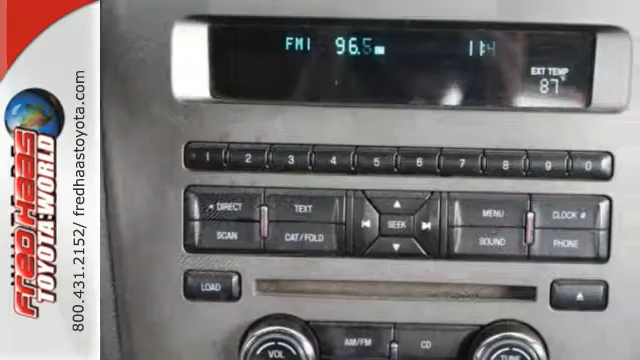 FM1 96.5
EXT TEMP
87°
1 2 3 4 5 6 7 8 9 0
DIRECT TEXT SEEK MENU CLOCK
SCAN CAT/FOLD SOUND PHONE
LOAD
VOL AM/FM CD TUNE
FRED HAAS
TOYOTA WORLD
800.431.2152/ fredhaastoyota.com